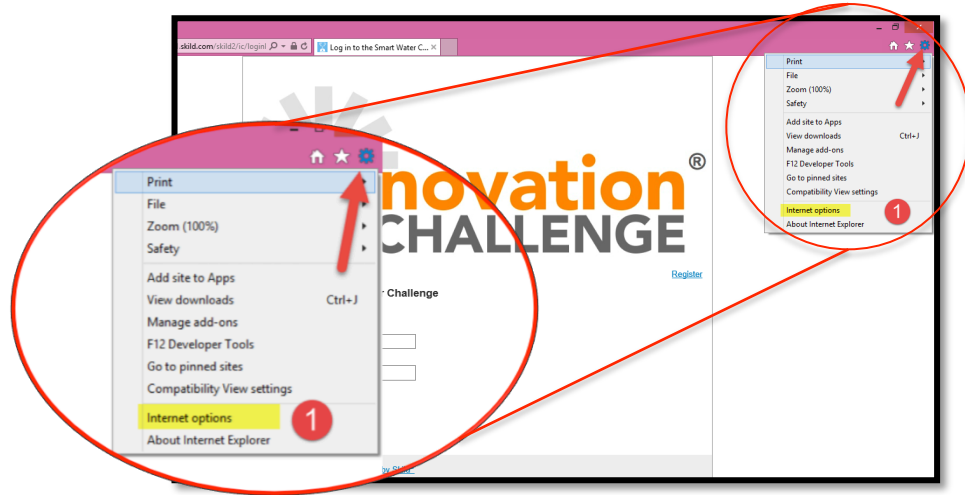 .skild.com/skild2/ic/loginl
Log in to the Smart Water C... ×
Print
File
Zoom (100%)
Safety
Add site to Apps
View downloads Ctrl+J
Manage add-ons
F12 Developer Tools
Go to pinned sites
Compatibility View settings
Internet options 1
About Internet Explorer
novation®
CHALLENGE
Register
Challenge
Print
File
Zoom (100%)
Safety
Add site to Apps
View downloads Ctrl+J
Manage add-ons
F12 Developer Tools
Go to pinned sites
Compatibility View settings
Internet options 1
About Internet Explorer